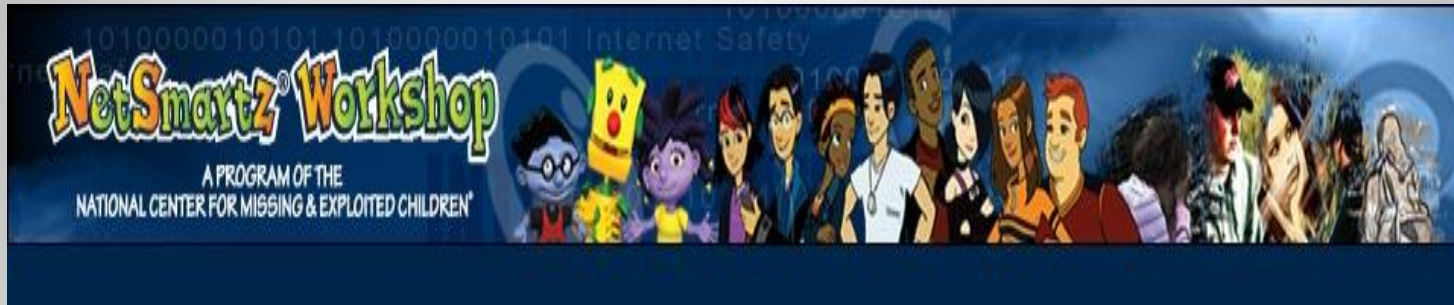 1010000010101 1010000010101 Internet Safety
NetSmartz® Workshop
A PROGRAM OF THE
NATIONAL CENTER FOR MISSING & EXPLOITED CHILDREN®